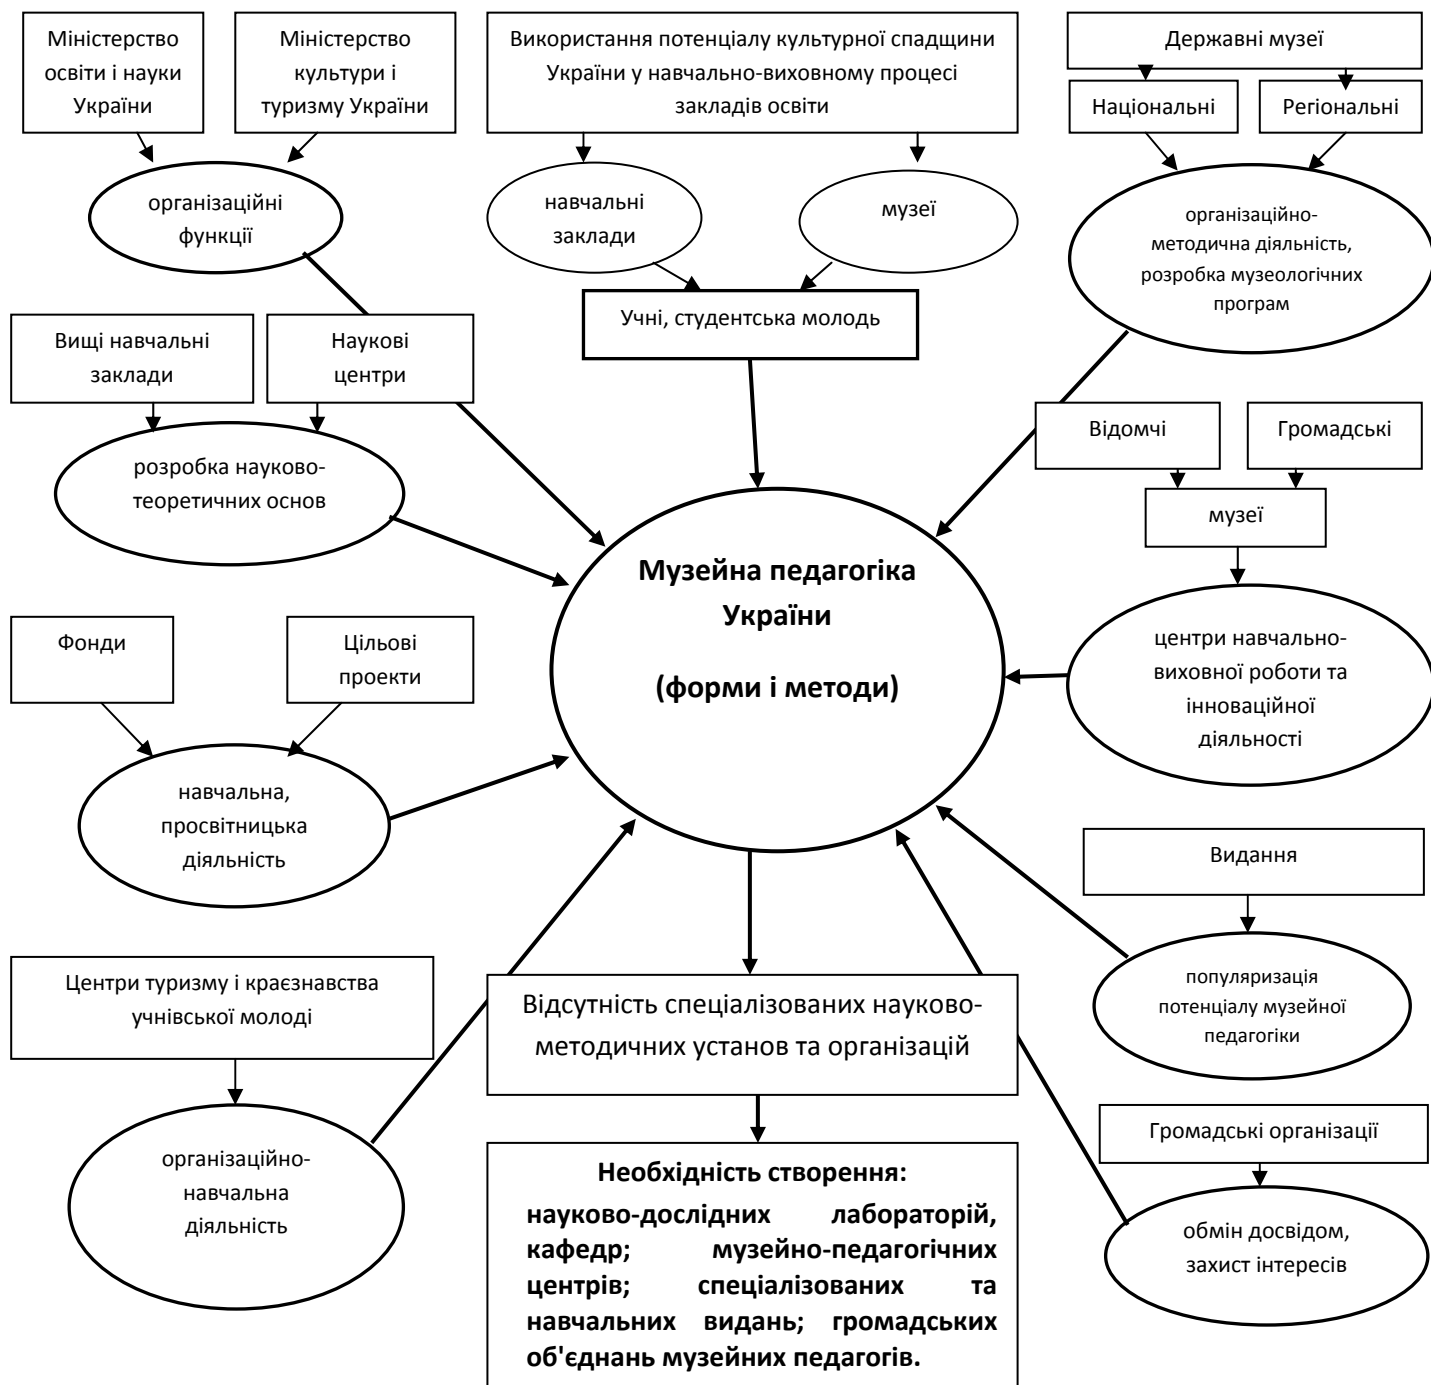 Міністерство
освіти і науки
України
Міністерство
культури і
туризму України
Використання потенціалу культурної спадщини
України у навчально-виховному процесі
закладів освіти
Державні музеї
Національні
Регіональні
організаційні
функції
навчальні
заклади
музеї
організаційно-
методична діяльність,
розробка музеологічних
програм
Учні, студентська молодь
Вищі навчальні
заклади
Наукові
центри
Відомчі
Громадські
розробка науково-
теоретичних основ
музеї
Музейна педагогіка
України
(форми і методи)
Фонди
Цільові
проекти
центри навчально-
виховної роботи та
інноваційної
діяльності
навчальна,
просвітницька
діяльність
Видання
Центри туризму і краєзнавства
учнівської молоді
Відсутність спеціалізованих науково-
методичних установ та організацій
популяризація
потенціалу музейної
педагогіки
Громадські організації
організаційно-
навчальна
діяльність
Необхідність створення:
науково-дослідних лабораторій,
кафедр; музейно-педагогічних
центрів; спеціалізованих та
навчальних видань; громадських
об'єднань музейних педагогів.
обмін досвідом,
захист інтересів